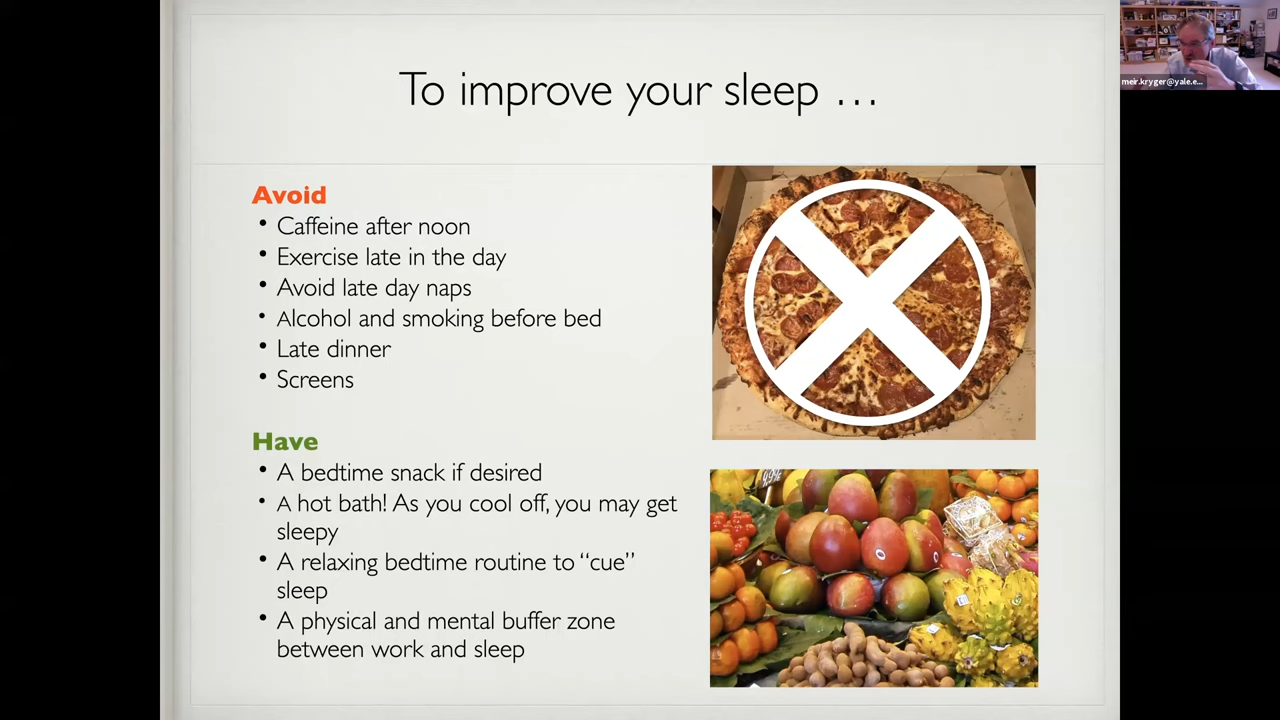 To improve your sleep …
meir.kryger@yale.e...
Avoid
• Caffeine after noon
• Exercise late in the day
• Avoid late day naps
• Alcohol and smoking before bed
• Late dinner
• Screens
Have
• A bedtime snack if desired
• A hot bath! As you cool off, you may get
sleepy
• A relaxing bedtime routine to “cue”
sleep
• A physical and mental buffer zone
between work and sleep